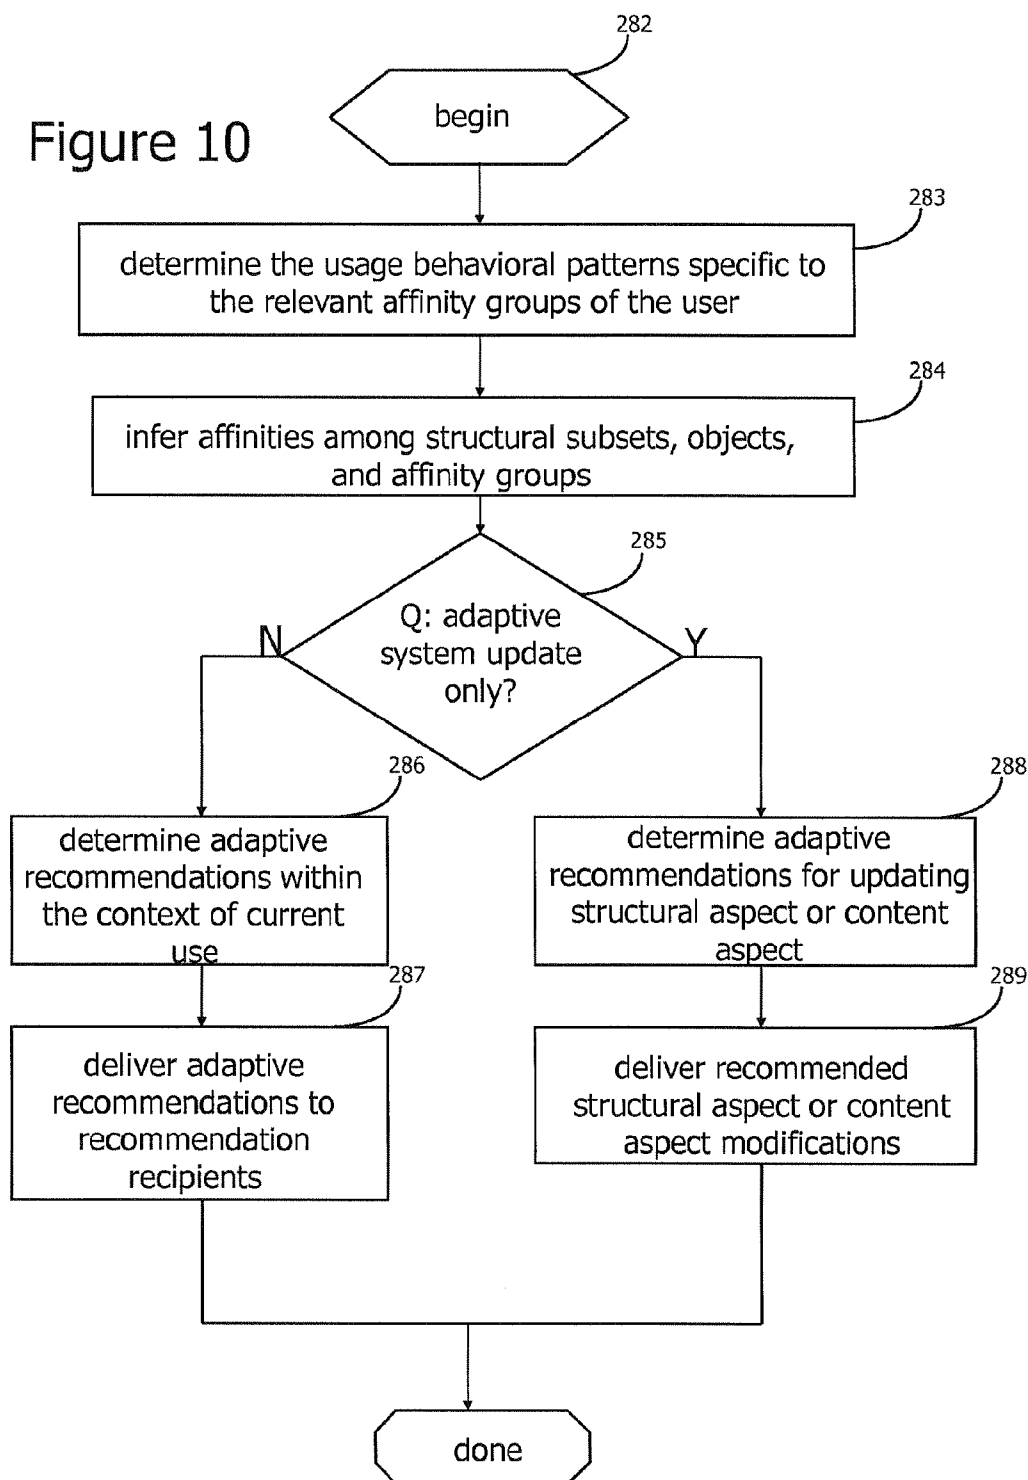 282
begin
Figure 10
283
determine the usage behavioral patterns specific to
the relevant affinity groups of the user
284
infer affinities among structural subsets, objects,
and affinity groups
285
Q: adaptive
system update
only?
N
Y
286
determine adaptive
recommendations within
the context of current
use
288
determine adaptive
recommendations for updating
structural aspect or content
aspect
287
deliver adaptive
recommendations to
recommendation
recipients
289
deliver recommended
structural aspect or content
aspect modifications
done